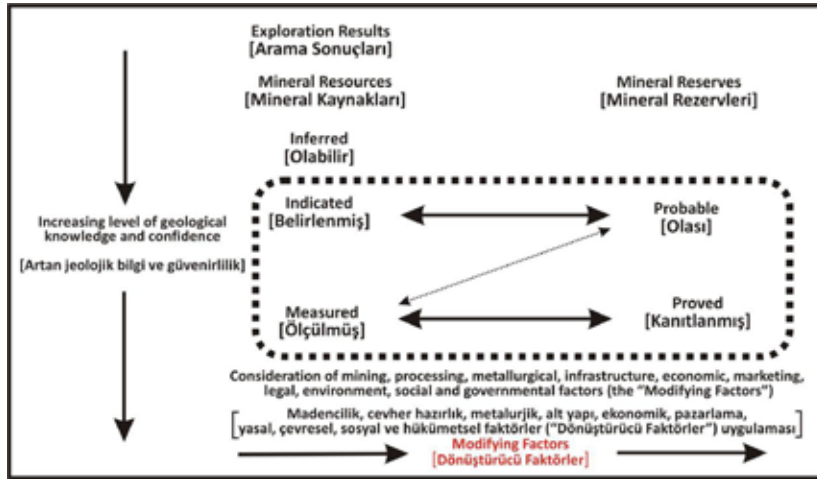 Exploration Results
[Arama Sonuçları]
Mineral Resources
[Mineral Kaynakları]
Mineral Reserves
[Mineral Rezervleri]
Inferred
[Olabilir]
Increasing level of geological
knowledge and confidence
[Artan jeolojik bilgi ve güvenirlilik]
Indicated
[Belirlenmiş]
Probable
[Olası]
Measured
[Ölçülmüş]
Proved
[Kanıtlanmış]
Consideration of mining, processing, metallurgical, infrastructure, economic, marketing,
legal, environment, social and governmental factors (the “Modifying Factors”)
[Madencilik, cevher hazırlık, metalurjik, alt yapı, ekonomik, pazarlama,
yasal, çevresel, sosyal ve hükümetsel faktörler (“Dönüştürücü Faktörler”) uygulaması]
Modifying Factors
[Dönüştürücü Faktörler]